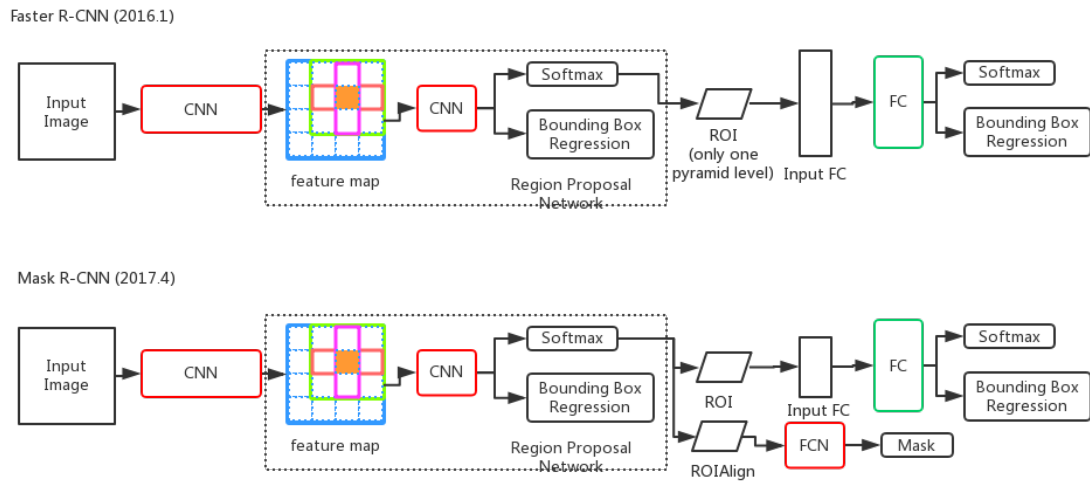 Faster R-CNN (2016.1)
Input
Image
CNN
feature map
CNN
Softmax
Bounding Box
Regression
Region Proposal
Network
ROI
(only one
pyramid level)
Input FC
FC
Softmax
Bounding Box
Regression
Mask R-CNN (2017.4)
Input
Image
CNN
feature map
CNN
Softmax
Bounding Box
Regression
Region Proposal
Network
ROI
Input FC
FC
Softmax
Bounding Box
Regression
ROIAlign
FCN
Mask